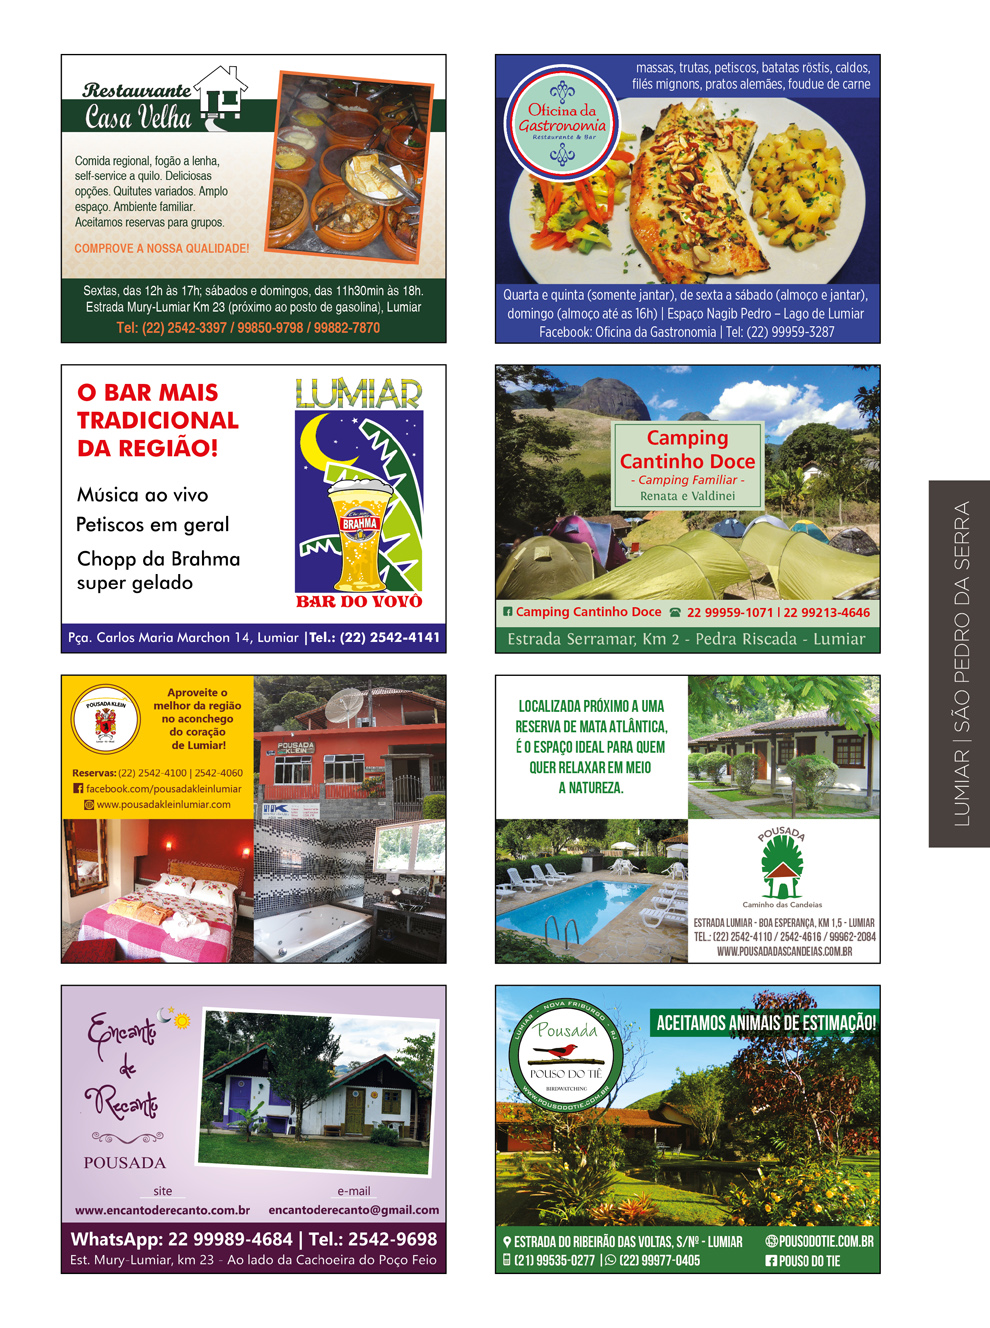 Restaurante
Casa Velha
Comida regional, fogão a lenha,
self-service a quilo. Deliciosas
opções. Quitutes variados. Amplo
espaço. Ambiente familiar.
Aceitamos reservas para grupos.
COMPROVE A NOSSA QUALIDADE!
Sextas, das 12h às 17h; sábados e domingos, das 11h30min às 18h.
Estrada Mury-Lumiar Km 23 (próximo ao posto de gasolina), Lumiar
Tel: (22) 2542-3397 / 99850-9798 / 99882-7870
massas, trutas, petiscos, batatas röstis, caldos,
filés mignons, pratos alemães, foudue de carne
Oficina da
Gastronomia
Restaurante & Bar
Quarta e quinta (somente jantar), de sexta a sábado (almoço e jantar),
domingo (almoço até as 16h) | Espaço Nagib Pedro – Lago de Lumiar
Facebook: Oficina da Gastronomia | Tel: (22) 99959-3287
O BAR MAIS
TRADICIONAL
DA REGIÃO!
Música ao vivo
Petiscos em geral
Chopp da Brahma
super gelado
LUMIAR
BRAHMA
BAR DO VOVÔ
Pça. Carlos Maria Marchon 14, Lumiar |Tel.: (22) 2542-4141
Camping
Cantinho Doce
- Camping Familiar -
Renata e Valdinei
Camping Cantinho Doce 22 99959-1071 | 22 99213-4646
Estrada Serramar, Km 2 - Pedra Riscada - Lumiar
POUSADA KLEIN
Aproveite o
melhor da região
no aconchego
do coração
de Lumiar!
Reservas: (22) 2542-4100 | 2542-4060
facebook.com/pousadakleinlumiar
www.pousadakleinlumiar.com
POUSADA
KLEIN
LOCALIZADA PRÓXIMO A UMA
RESERVA DE MATA ATLÂNTICA,
É O ESPAÇO IDEAL PARA QUEM
QUER RELAXAR EM MEIO
A NATUREZA.
POUSADA
Caminho das Candeias
ESTRADA LUMIAR - BOA ESPERANÇA, KM 1,5 - LUMIAR
TEL.: (22) 2542-4110 / 2542-4616 / 99962-2084
WWW.POUSADADASCANDEIAS.COM.BR
Encanto
de
Recanto
POUSADA
site
www.encantoderecanto.com.br
e-mail
encantoderecanto@gmail.com
WhatsApp: 22 99989-4684 | Tel.: 2542-9698
Est. Mury-Lumiar, km 23 - Ao lado da Cachoeira do Poço Feio
LUMIAR - NOVA FRIBURGO - RJ
Pousada
POUSO DO TIÊ
BIRDWATCHING
WWW.POUSODOTIE.COM.BR
ACEITAMOS ANIMAIS DE ESTIMAÇÃO!
ESTRADA DO RIBEIRÃO DAS VOLTAS, S/Nº - LUMIAR
(21) 99535-0277 | (22) 99977-0405
POUSODOTIE.COM.BR
POUSO DO TIE
LUMIAR | SÃO PEDRO DA SERRA